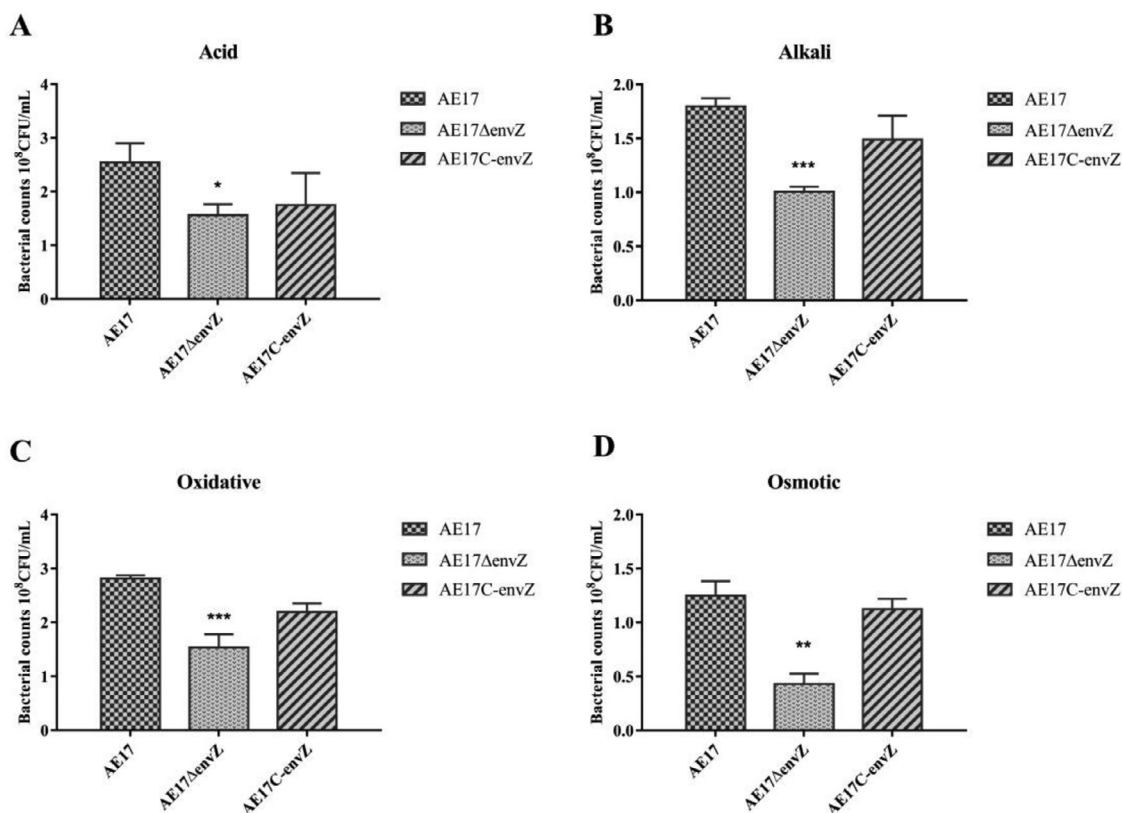 A
Acid
Bacterial counts 10⁸CFU/mL
4
3
2
1
0
*
AE17
AE17ΔenvZ
AE17C-envZ
AE17
AE17ΔenvZ
AE17C-envZ
B
Alkali
Bacterial counts 10⁸CFU/mL
2.0
1.5
1.0
0.5
0.0
***
AE17
AE17ΔenvZ
AE17C-envZ
AE17
AE17ΔenvZ
AE17C-envZ
C
Oxidative
Bacterial counts 10⁸CFU/mL
4
3
2
1
0
***
AE17
AE17ΔenvZ
AE17C-envZ
AE17
AE17ΔenvZ
AE17C-envZ
D
Osmotic
Bacterial counts 10⁸CFU/mL
2.0
1.5
1.0
0.5
0.0
**
AE17
AE17ΔenvZ
AE17C-envZ
AE17
AE17ΔenvZ
AE17C-envZ